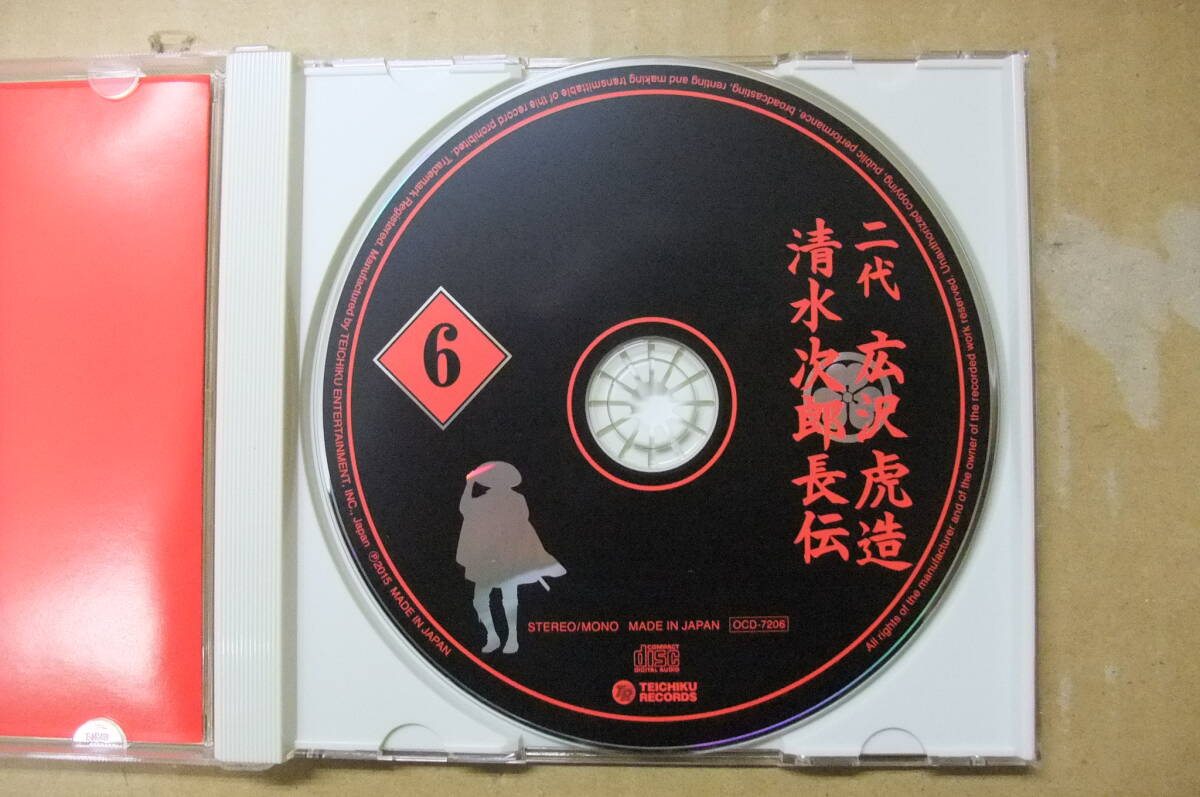 二代 広沢虎造
清水次郎長伝
6
STEREO/MONO MADE IN JAPAN OCD-7206
COMPACT
disc
DIGITAL AUDIO
TR TEICHIKU
RECORDS
All rights of the manufacturer and of the owner of the recorded work reserved. Unauthorized copying, public performance, broadcasting, renting and making transmittable of this record prohibited. Trademark Registered. Manufactured by TEICHIKU ENTERTAINMENT, INC., Japan ℗2015 MADE IN JAPAN